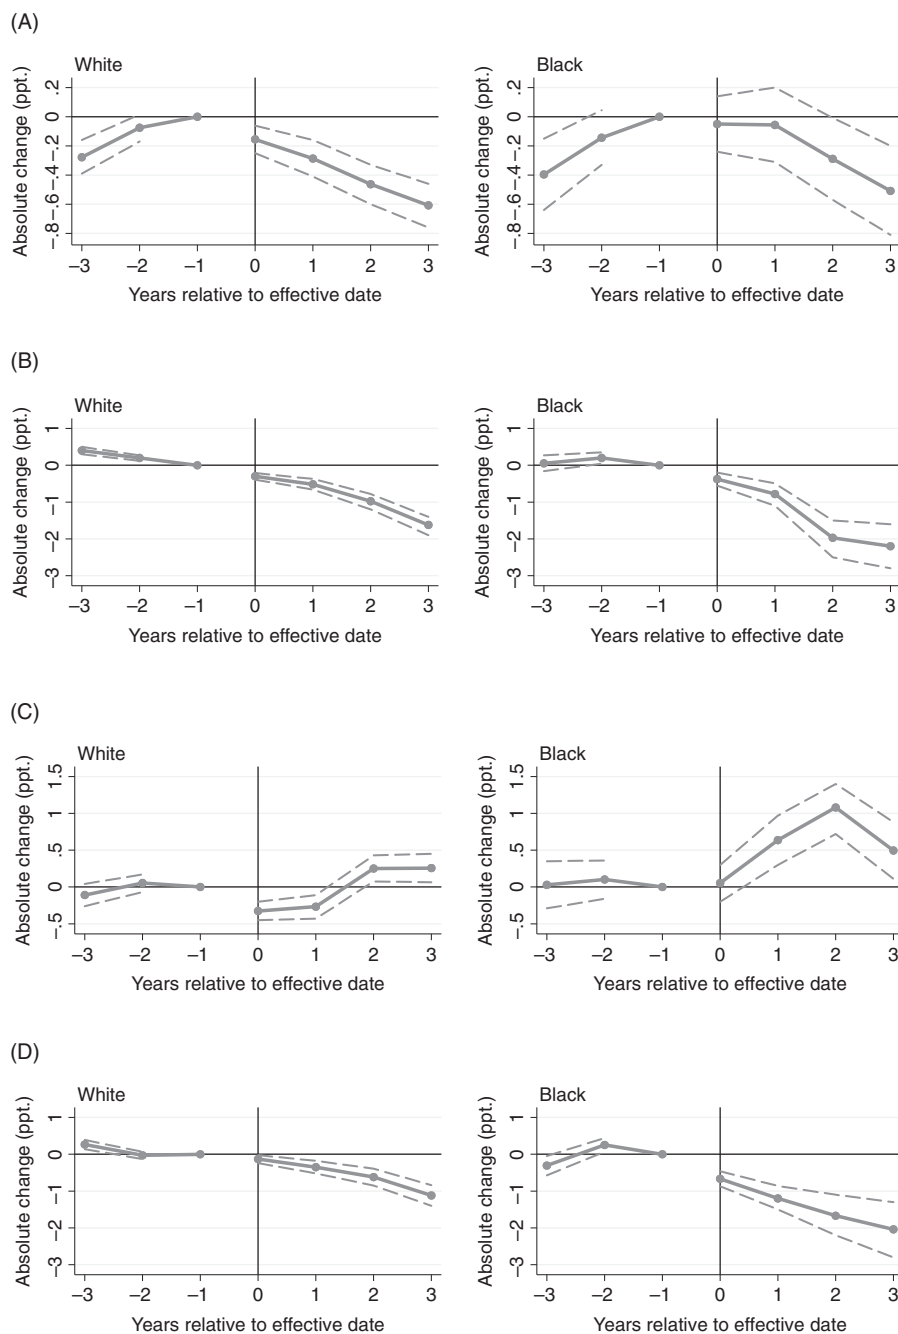 (A)
White
Absolute change (ppt.)
.2
0
-.2
-.4
-.6
-.8
–3 –2 –1 0 1 2 3
Years relative to effective date
Black
Absolute change (ppt.)
.2
0
-.2
-.4
-.6
-.8
–3 –2 –1 0 1 2 3
Years relative to effective date
(B)
White
Absolute change (ppt.)
1
0
-1
-2
-3
–3 –2 –1 0 1 2 3
Years relative to effective date
Black
Absolute change (ppt.)
1
0
-1
-2
-3
–3 –2 –1 0 1 2 3
Years relative to effective date
(C)
White
Absolute change (ppt.)
1.5
1
.5
0
-.5
–3 –2 –1 0 1 2 3
Years relative to effective date
Black
Absolute change (ppt.)
1.5
1
.5
0
-.5
–3 –2 –1 0 1 2 3
Years relative to effective date
(D)
White
Absolute change (ppt.)
1
0
-1
-2
-3
–3 –2 –1 0 1 2 3
Years relative to effective date
Black
Absolute change (ppt.)
1
0
-1
-2
-3
–3 –2 –1 0 1 2 3
Years relative to effective date